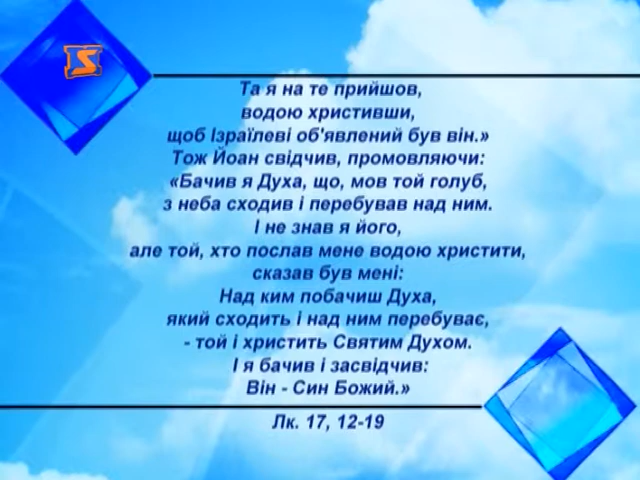 Та я на те прийшов,
водою христивши,
щоб Ізраїлеві об'явлений був він.»
Тож Йоан свідчив, промовляючи:
«Бачив я Духа, що, мов той голуб,
з неба сходив і перебував над ним.
І не знав я його,
але той, хто послав мене водою христити,
сказав був мені:
Над ким побачиш Духа,
який сходить і над ним перебуває,
- той і христить Святим Духом.
І я бачив і засвідчив:
Він - Син Божий.»
Лк. 17, 12-19